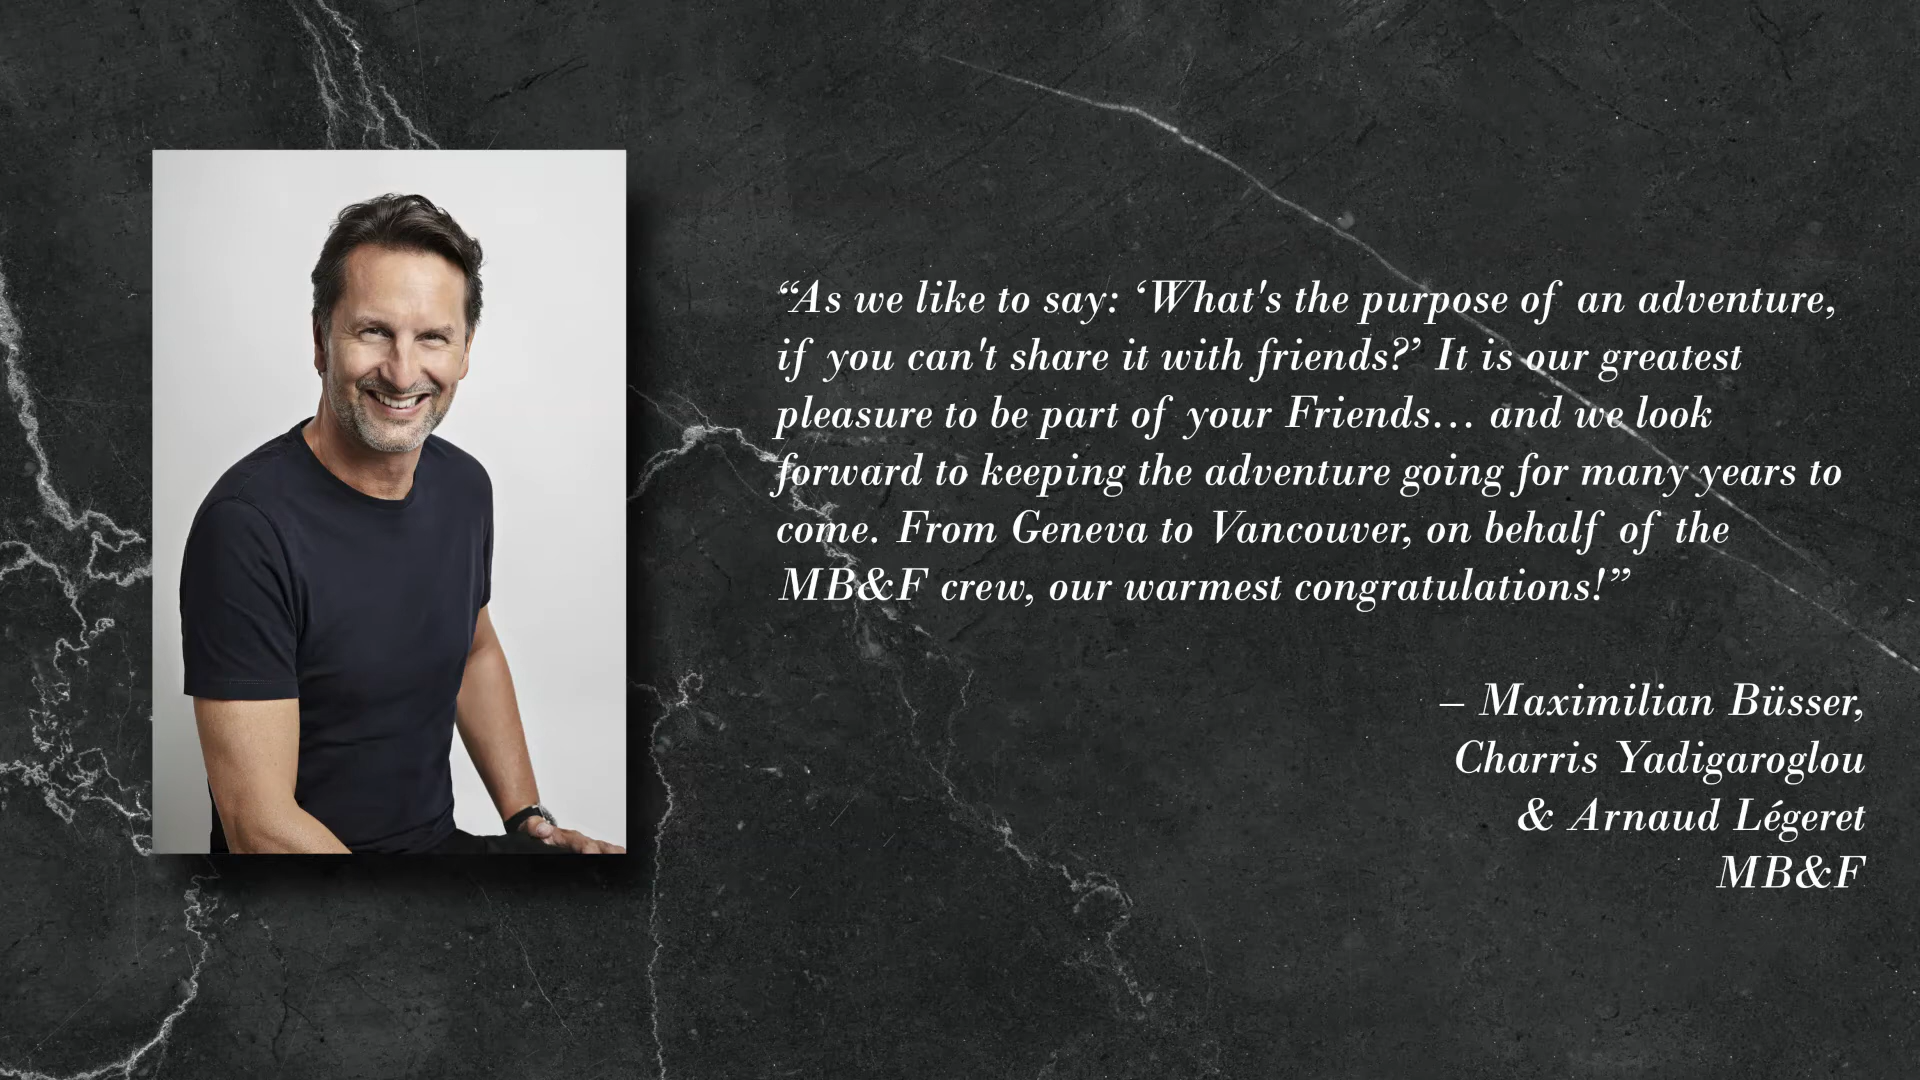 “As we like to say: ‘What's the purpose of an adventure,
if you can't share it with friends?’ It is our greatest
pleasure to be part of your Friends… and we look
forward to keeping the adventure going for many years to
come. From Geneva to Vancouver, on behalf of the
MB&F crew, our warmest congratulations!”
– Maximilian Büsser,
Charris Yadigaroglou
& Arnaud Légeret
MB&F